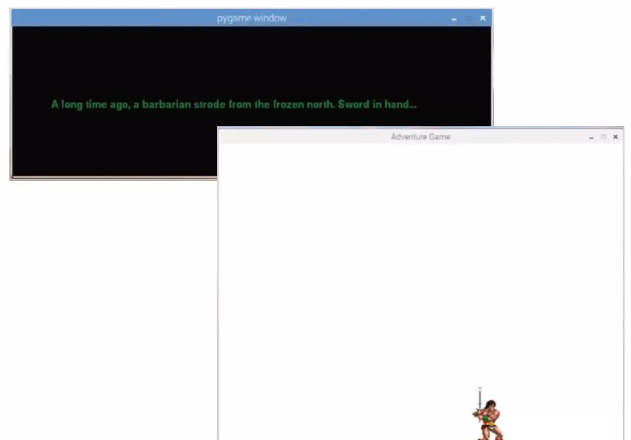 pygame window
A long time ago, a barbarian strode from the frozen north. Sword in hand...
Adventure Game